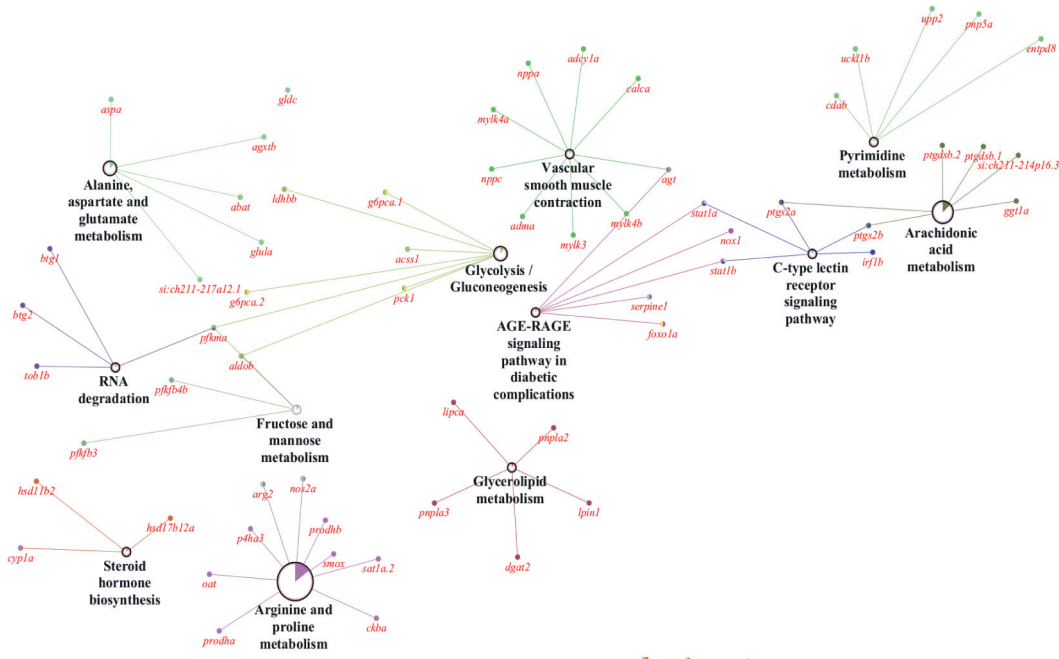 upp2
pnp5a
entpd8
uckl1b
cdab
Pyrimidine
metabolism
nppa
adcy1a
calca
mylk4a
nppc
adma
mylk3
mylk4b
agt
Vascular
smooth muscle
contraction
aspa
gldc
agxtb
abat
glula
si:ch211-217a12.1
Alanine,
aspartate and
glutamate
metabolism
ldhbb
g6pca.1
acss1
g6pca.2
pck1
pfkma
aldob
Glycolysis /
Gluconeogenesis
ptgdsb.2
ptgdsb.1
si:ch211-214p16.3
ggt1a
ptgs2a
ptgs2b
Arachidonic
acid
metabolism
stat1a
stat1b
irf1b
C-type lectin
receptor
signaling
pathway
nox1
serpine1
foxo1a
AGE-RAGE
signaling
pathway in
diabetic
complications
btg1
btg2
tob1b
RNA
degradation
pfkfb4b
pfkfb3
Fructose and
mannose
metabolism
lipca
pnpla2
pnpla3
lpin1
dgat2
Glycerolipid
metabolism
hsd11b2
hsd17b12a
cyp1a
Steroid
hormone
biosynthesis
arg2
nos2a
p4ha3
prodhb
smox
sat1a.2
oat
prodha
ckba
Arginine and
proline
metabolism